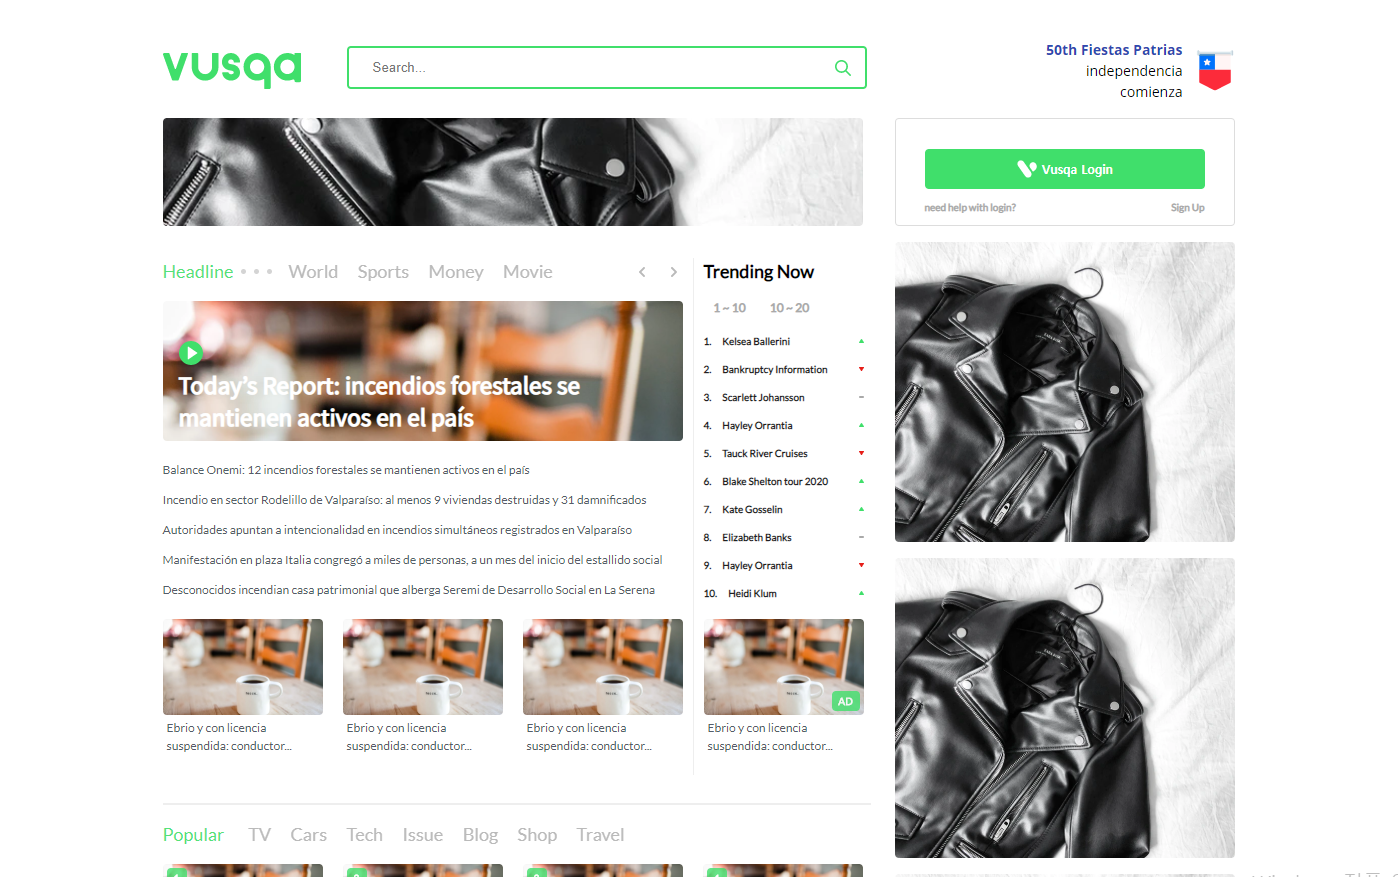 vusqa
Search...
50th Fiestas Patrias
independencia
comienza
Vusqa Login
need help with login?
Sign Up
Headline
World
Sports
Money
Movie
Today's Report: incendios forestales se
mantienen activos en el país
Balance Onemi: 12 incendios forestales se mantienen activos en el país
Incendio en sector Rodelillo de Valparaíso: al menos 9 viviendas destruidas y 31 damnificados
Autoridades apuntan a intencionalidad en incendios simultáneos registrados en Valparaíso
Manifestación en plaza Italia congregó a miles de personas, a un mes del inicio del estallido social
Desconocidos incendian casa patrimonial que alberga Seremi de Desarrollo Social en La Serena
Trending Now
1 ~ 10
10 ~ 20
1. Kelsea Ballerini
2. Bankruptcy Information
3. Scarlett Johansson
4. Hayley Orrantia
5. Tauck River Cruises
6. Blake Shelton tour 2020
7. Kate Gosselin
8. Elizabeth Banks
9. Hayley Orrantia
10. Heidi Klum
Ebrio y con licencia
suspendida: conductor...
Ebrio y con licencia
suspendida: conductor...
Ebrio y con licencia
suspendida: conductor...
AD
Ebrio y con licencia
suspendida: conductor...
Popular
TV
Cars
Tech
Issue
Blog
Shop
Travel